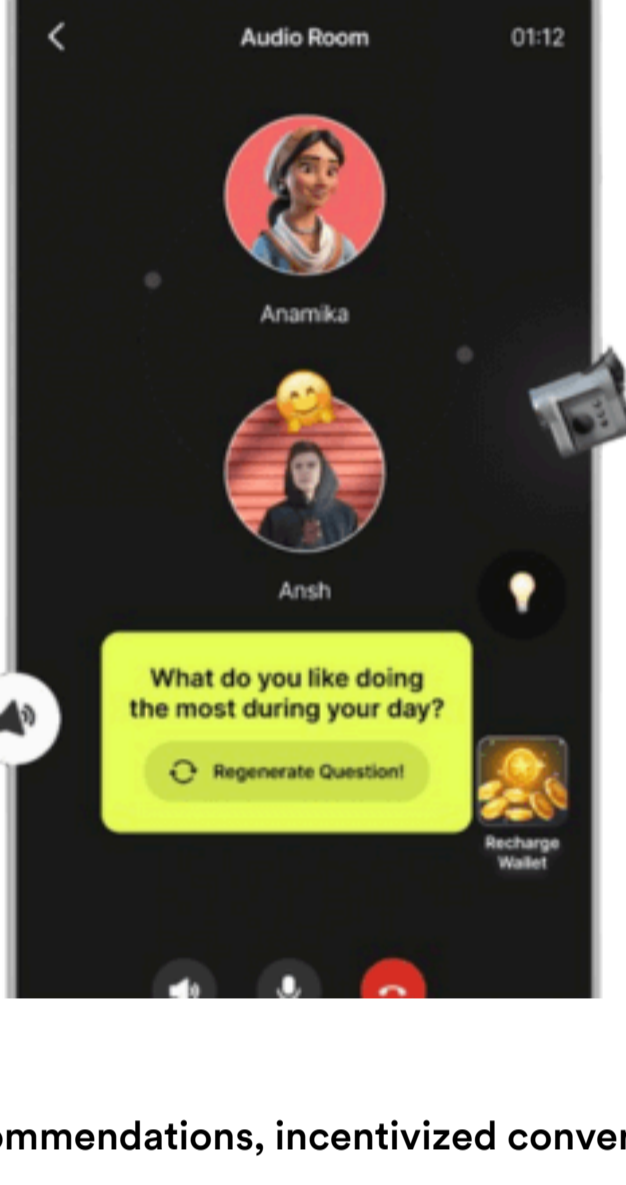 Audio Room
01:12
Anamika
Ansh
What do you like doing
the most during your day?
Regenerate Question!
Recharge
Wallet
ommendations, incentivized conver